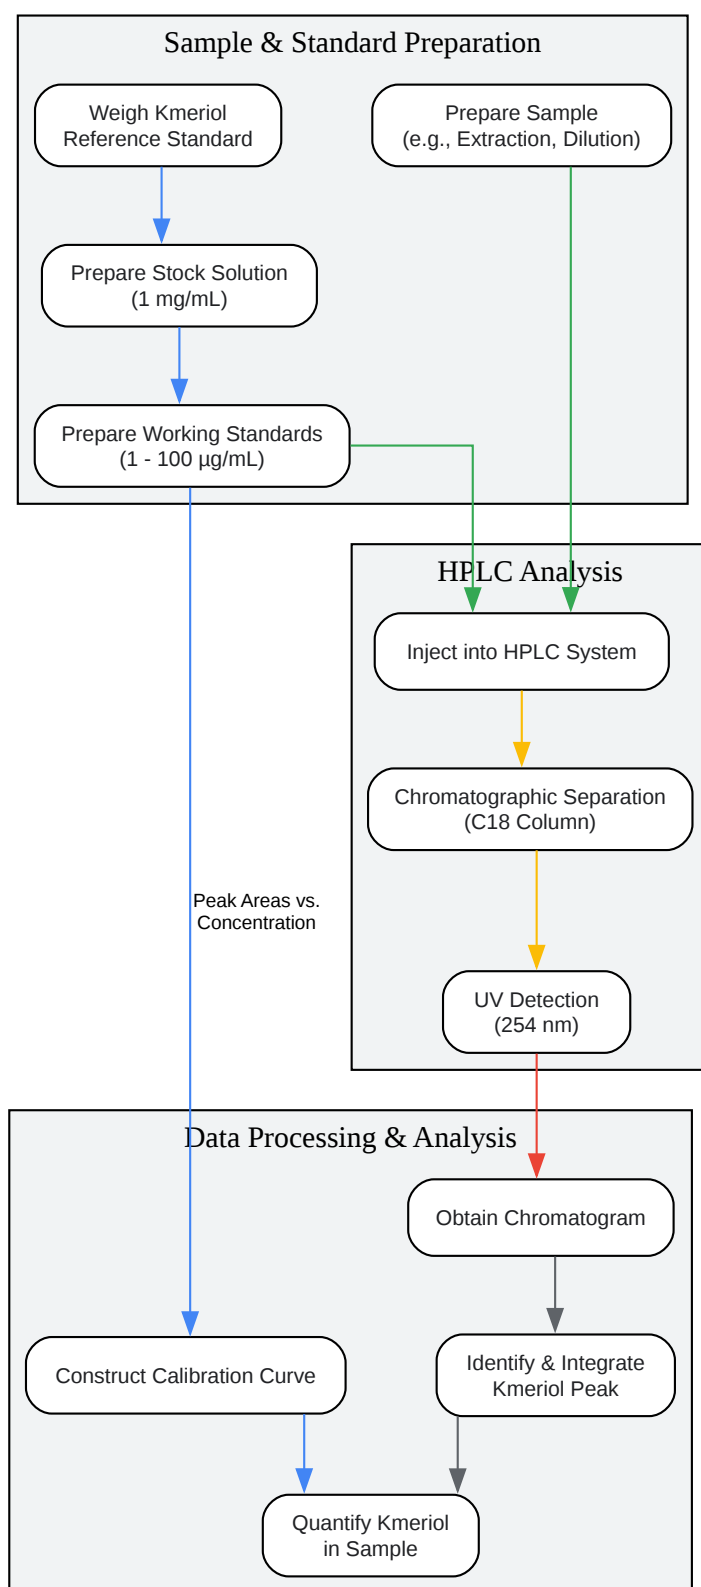 Sample & Standard Preparation
Weigh Kmeriol
Reference Standard
Prepare Sample
(e.g., Extraction, Dilution)
Prepare Stock Solution
(1 mg/mL)
Prepare Working Standards
(1 - 100 µg/mL)
HPLC Analysis
Inject into HPLC System
Chromatographic Separation
(C18 Column)
Peak Areas vs.
Concentration
UV Detection
(254 nm)
Data Processing & Analysis
Obtain Chromatogram
Construct Calibration Curve
Identify & Integrate
Kmeriol Peak
Quantify Kmeriol
in Sample